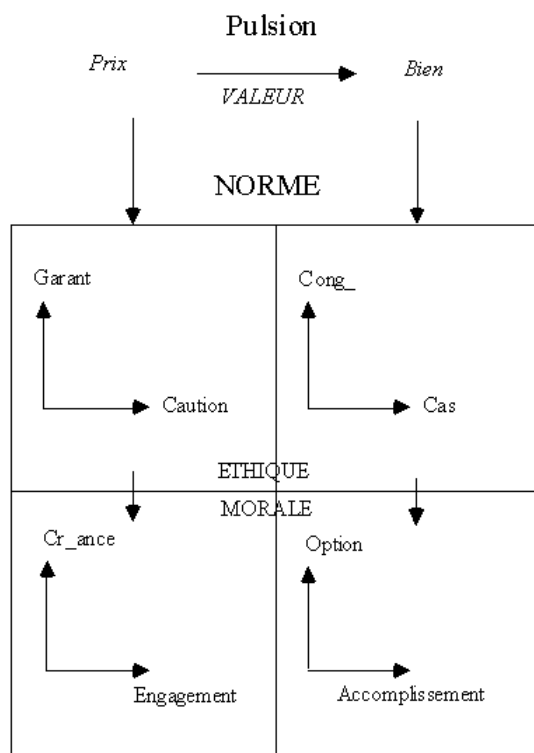 Pulsion
Prix Bien
VALEUR
NORME
Garant Cong_
Caution Cas
ETHIQUE
MORALE
Cr_ance Option
Engagement Accomplissement